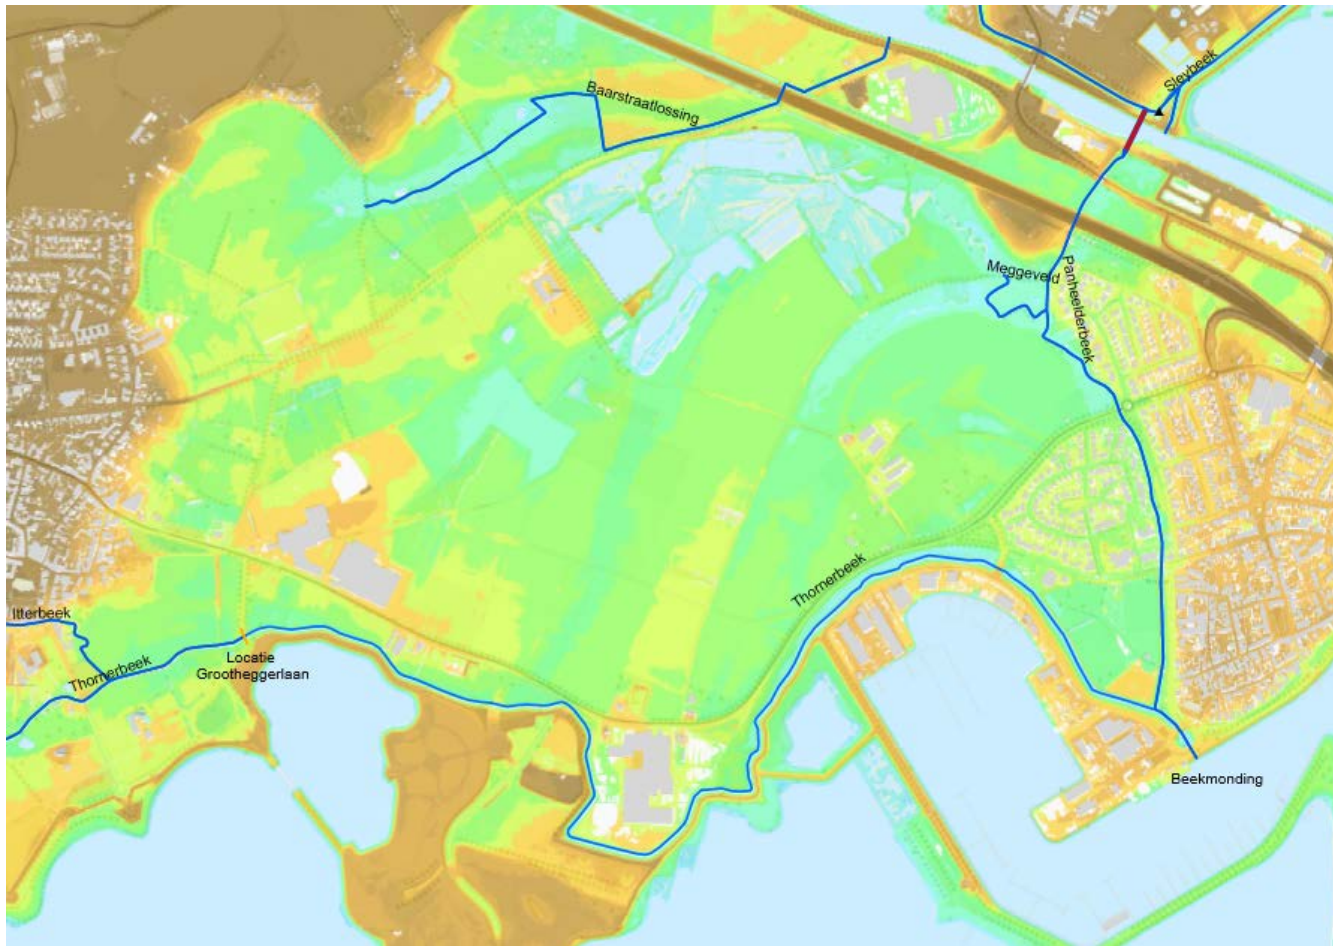 Sleybeek
Baarstraatlossing
Meggeveld
Panheelderbeek
Thornerbeek
Itterbeek
Locatie
Grootheggerlaan
Thornerbeek
Beekmonding